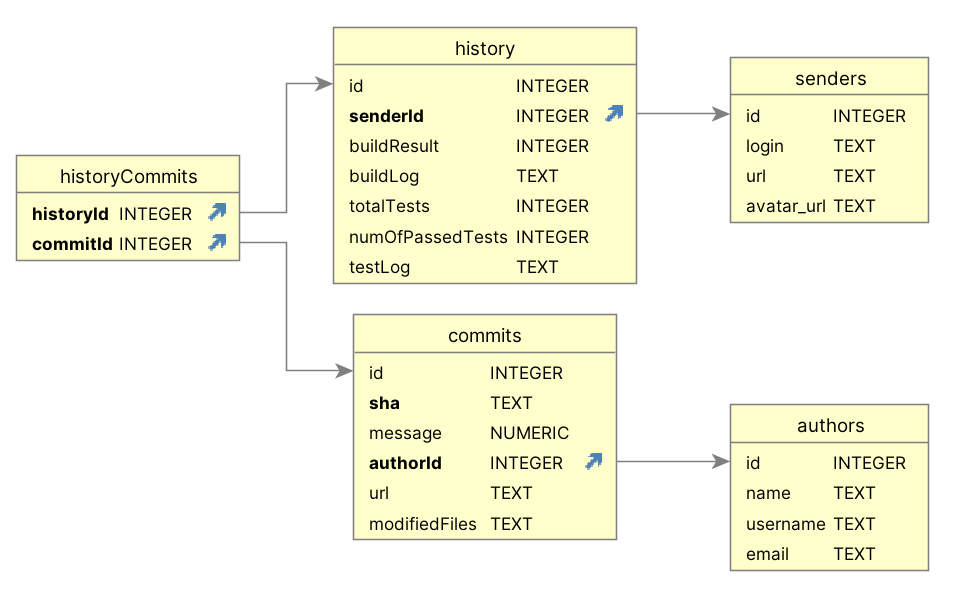 history
id INTEGER
senderId INTEGER
buildResult INTEGER
buildLog TEXT
totalTests INTEGER
numOfPassedTests INTEGER
testLog TEXT
senders
id INTEGER
login TEXT
url TEXT
avatar_url TEXT
historyCommits
historyId INTEGER
commitId INTEGER
commits
id INTEGER
sha TEXT
message NUMERIC
authorId INTEGER
url TEXT
modifiedFiles TEXT
authors
id INTEGER
name TEXT
username TEXT
email TEXT